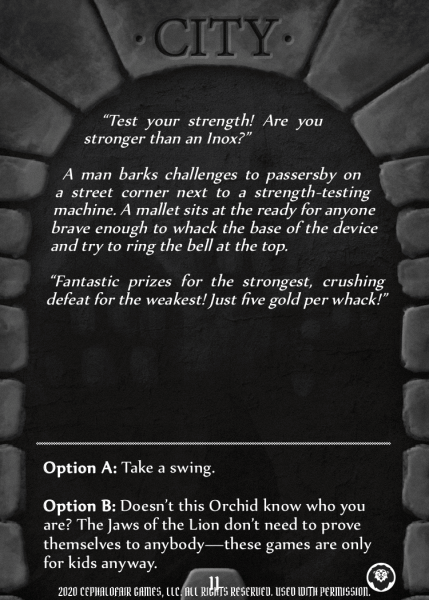 · CITY ·
“Test your strength! Are you
stronger than an Inox?”
A man barks challenges to passersby on
a street corner next to a strength-testing
machine. A mallet sits at the ready for anyone
brave enough to whack the base of the device
and try to ring the bell at the top.
“Fantastic prizes for the strongest, crushing
defeat for the weakest! Just five gold per whack!”
Option A: Take a swing.
Option B: Doesn’t this Orchid know who you
are? The Jaws of the Lion don’t need to prove
themselves to anybody—these games are only
for kids anyway.
11
2020 CEPHALOFAIR GAMES, LLC. ALL RIGHTS RESERVED. USED WITH PERMISSION.